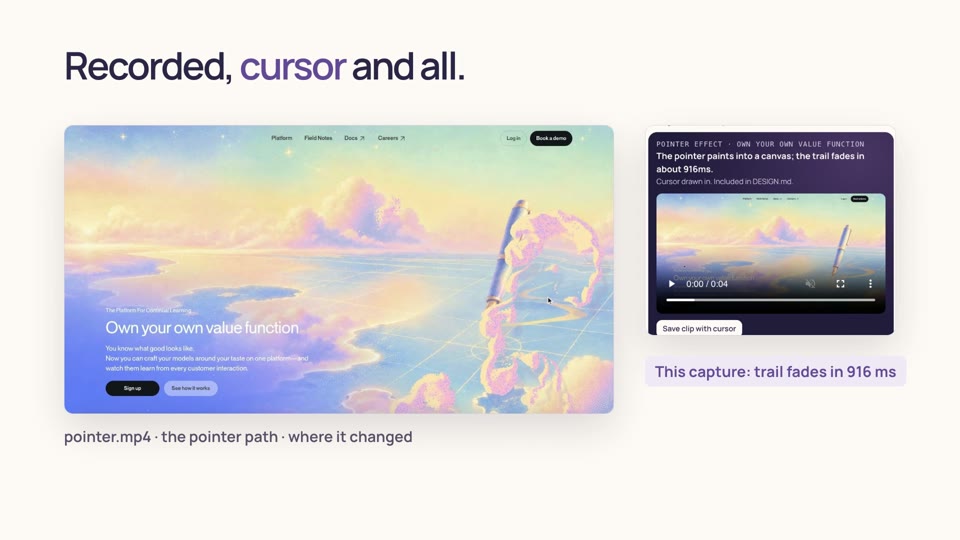 Recorded, cursor and all.
Platform Field Notes Docs ↗ Careers ↗ Log in Book a demo
The Platform For Continual Learning
Own your own value function
You know what good looks like.
Now you can craft your models around your taste on one platform—and
watch them learn from every customer interaction.
Sign up See how it works
pointer.mp4 · the pointer path · where it changed
POINTER EFFECT · OWN YOUR OWN VALUE FUNCTION
The pointer paints into a canvas; the trail fades in
about 916ms.
Cursor drawn in. Included in DESIGN.md.
0:00 / 0:04
Save clip with cursor
This capture: trail fades in 916 ms